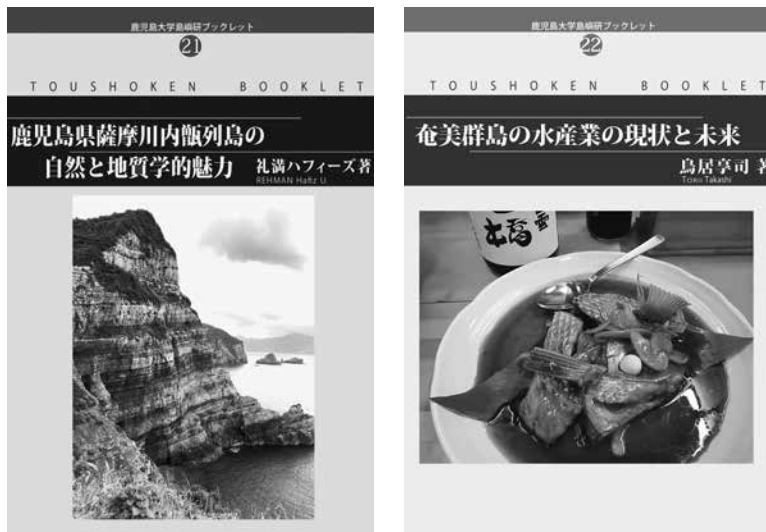 鹿児島大学島嶼研ブックレット
21
TOUSHOKEN BOOKLET
鹿児島県薩摩川内甑列島の
自然と地質学的魅力
礼満ハフィーズ著
REHMAN Hafiz U.
鹿児島大学島嶼研ブックレット
22
TOUSHOKEN BOOKLET
奄美群島の水産業の現状と未来
鳥居享司 著
TORII Takashi